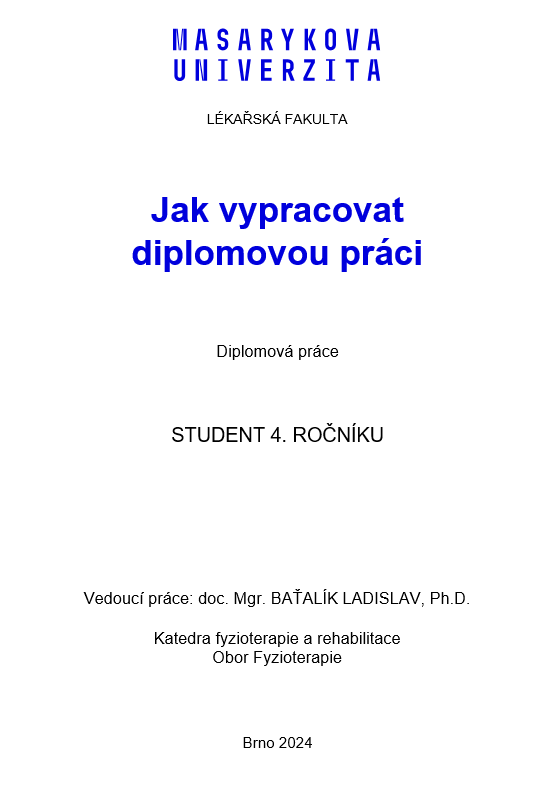 MASARYKOVA
UNIVERZITA
LÉKAŘSKÁ FAKULTA
Jak vypracovat
diplomovou práci
Diplomová práce
STUDENT 4. ROČNÍKU
Vedoucí práce: doc. Mgr. BAŤALÍK LADISLAV, Ph.D.
Katedra fyzioterapie a rehabilitace
Obor Fyzioterapie
Brno 2024